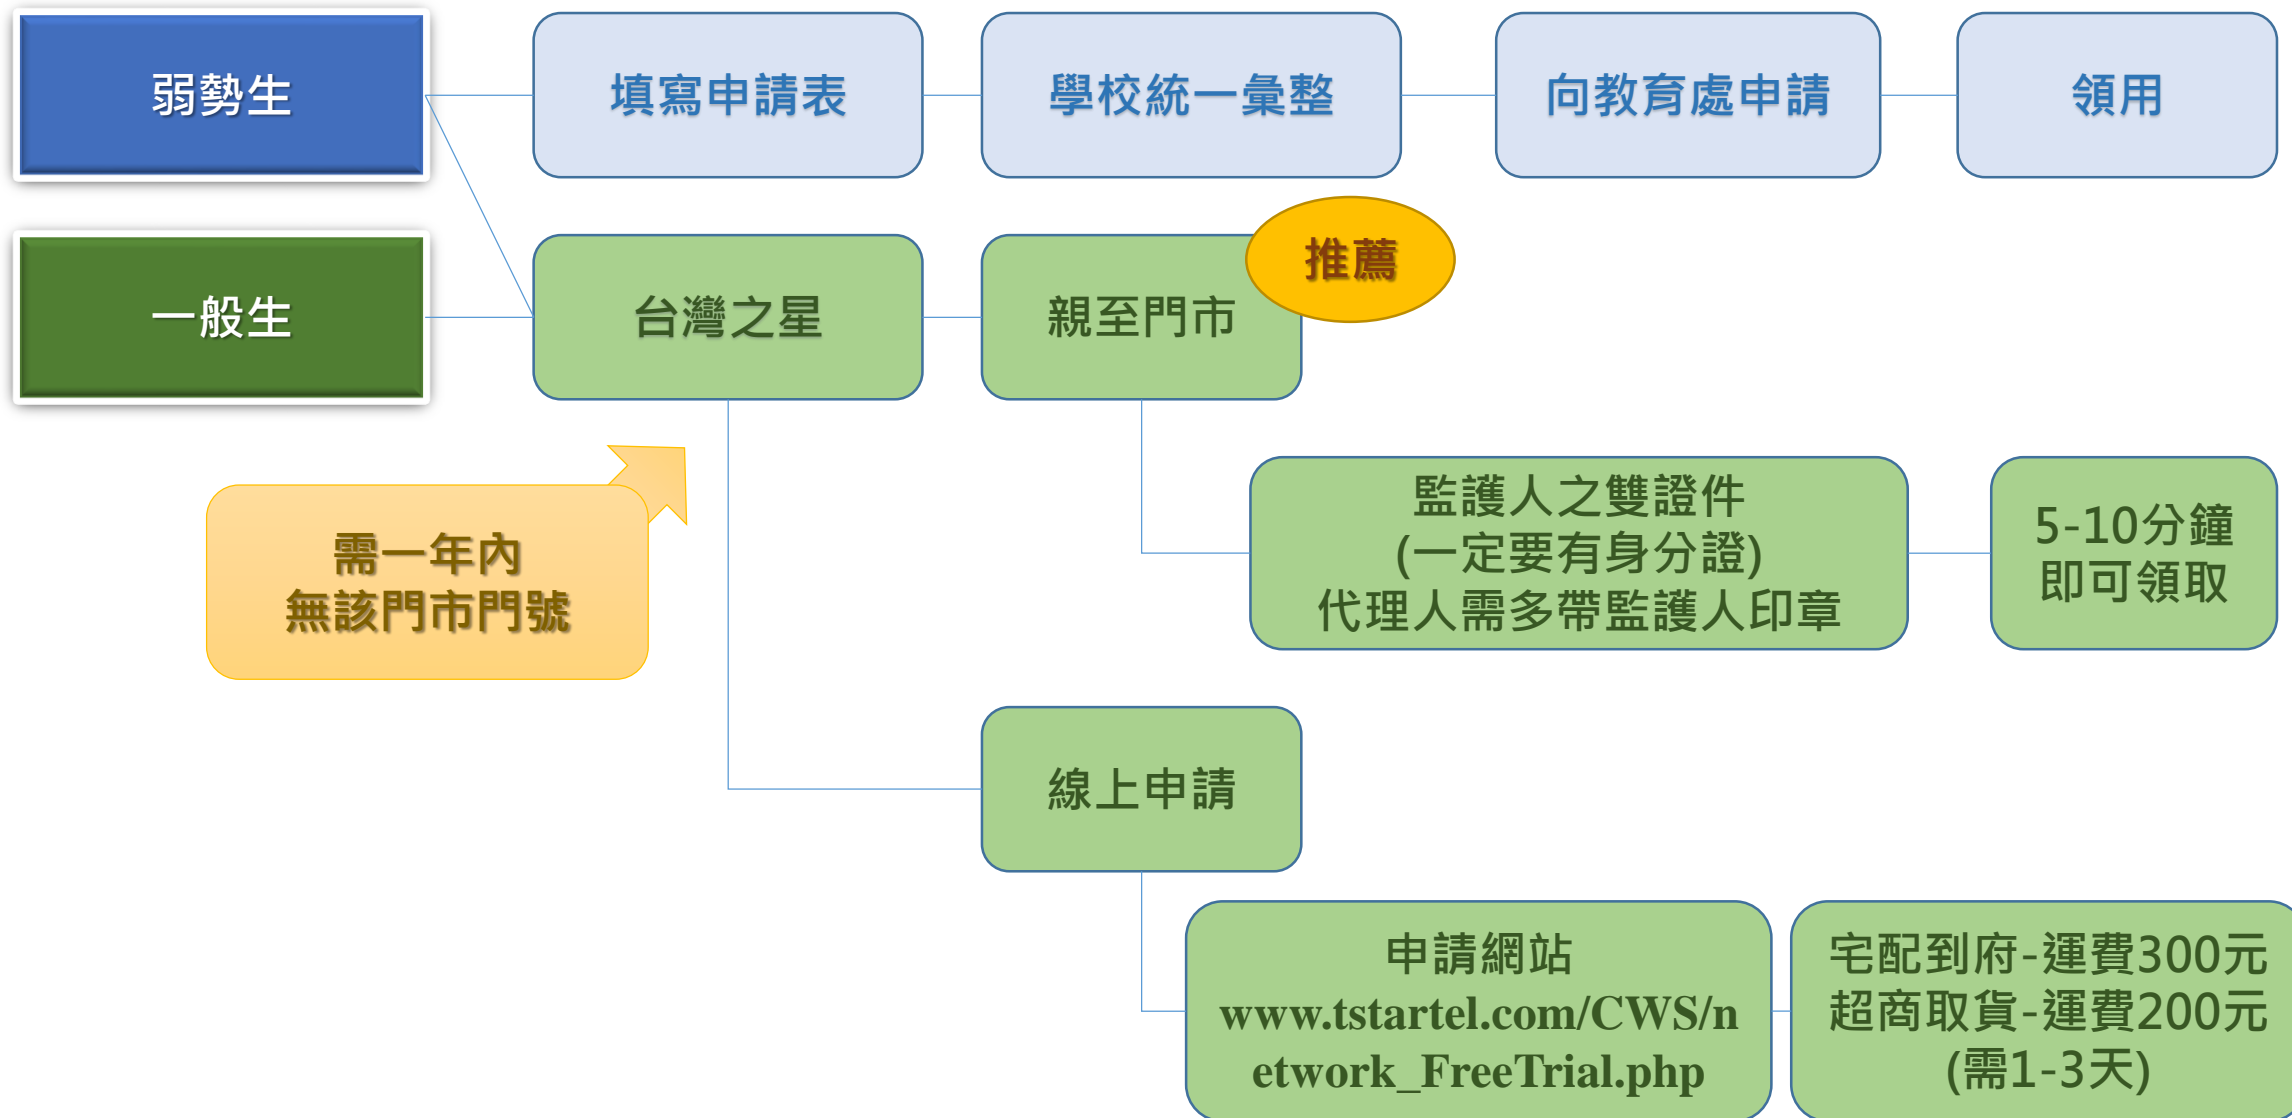 弱勢生
填寫申請表
學校統一彙整
向教育處申請
領用
一般生
台灣之星
親至門市
推薦
需一年內
無該門市門號
監護人之雙證件
(一定要有身分證)
代理人需多帶監護人印章
5-10分鐘
即可領取
線上申請
申請網站
www.tstartel.com/CWS/n
etwork_FreeTrial.php
宅配到府-運費300元
超商取貨-運費200元
(需1-3天)